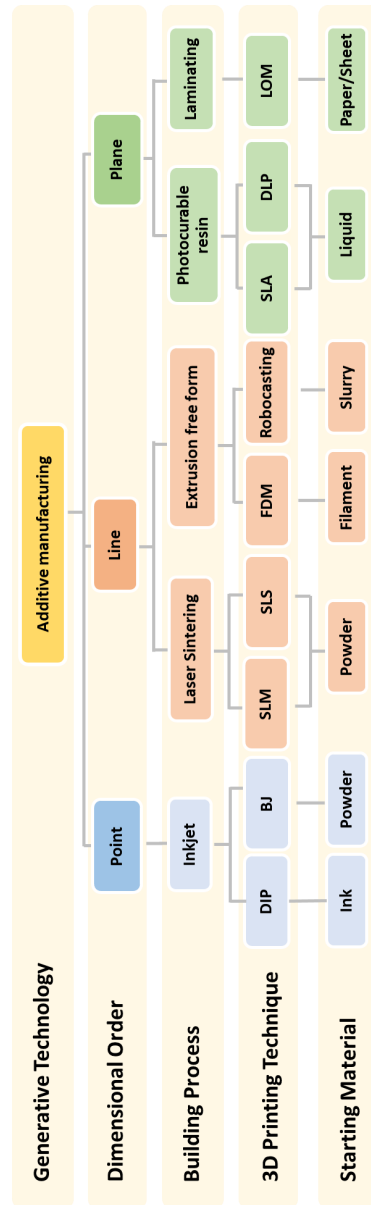 Generative Technology
Additive manufacturing
Dimensional Order
Point
Line
Plane
Building Process
Inkjet
Laser Sintering
Extrusion free form
Photocurable
resin
Laminating
3D Printing Technique
DIP
BJ
SLM
SLS
FDM
Robocasting
SLA
DLP
LOM
Starting Material
Ink
Powder
Powder
Filament
Slurry
Liquid
Paper/Sheet